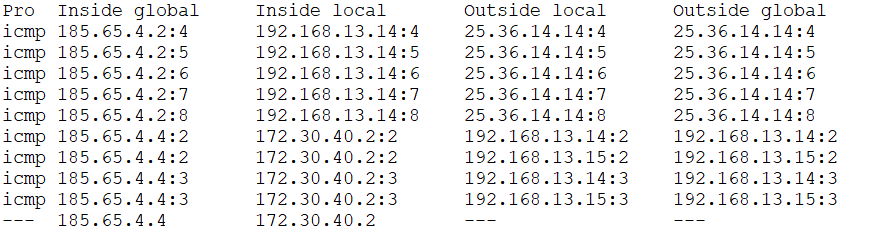 Pro Inside global Inside local Outside local Outside global
icmp 185.65.4.2:4 192.168.13.14:4 25.36.14.14:4 25.36.14.14:4
icmp 185.65.4.2:5 192.168.13.14:5 25.36.14.14:5 25.36.14.14:5
icmp 185.65.4.2:6 192.168.13.14:6 25.36.14.14:6 25.36.14.14:6
icmp 185.65.4.2:7 192.168.13.14:7 25.36.14.14:7 25.36.14.14:7
icmp 185.65.4.2:8 192.168.13.14:8 25.36.14.14:8 25.36.14.14:8
icmp 185.65.4.4:2 172.30.40.2:2 192.168.13.14:2 192.168.13.14:2
icmp 185.65.4.4:2 172.30.40.2:2 192.168.13.15:2 192.168.13.15:2
icmp 185.65.4.4:3 172.30.40.2:3 192.168.13.14:3 192.168.13.14:3
icmp 185.65.4.4:3 172.30.40.2:3 192.168.13.15:3 192.168.13.15:3
--- 185.65.4.4 172.30.40.2 --- ---